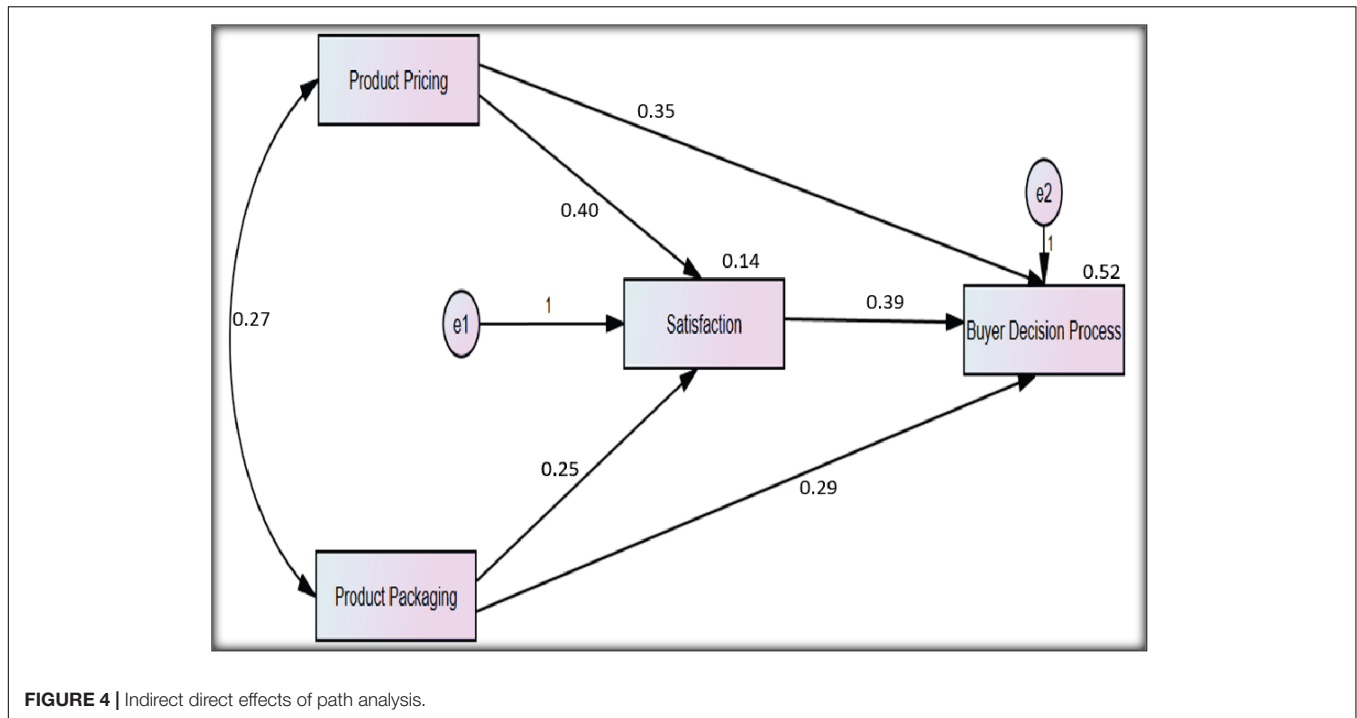 Product Pricing
0.35
e2
0.40
1
0.14
0.52
0.27
e1
1
Satisfaction
0.39
Buyer Decision Process
0.25
0.29
Product Packaging
FIGURE 4 | Indirect direct effects of path analysis.